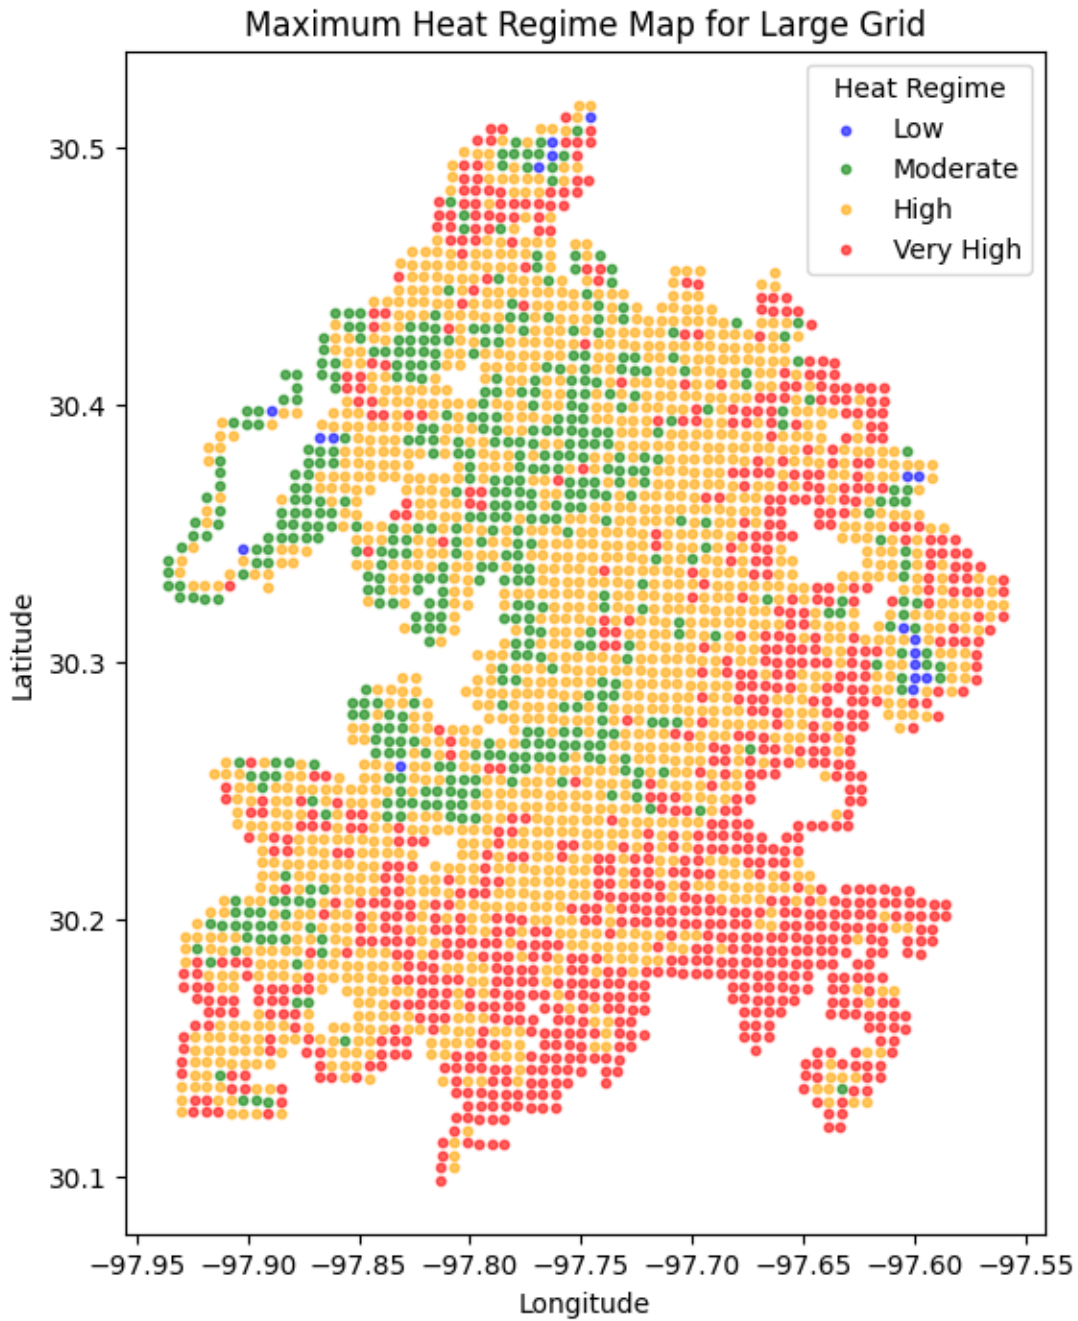 Maximum Heat Regime Map for Large Grid
Heat Regime
Low
Moderate
High
Very High
30.5
30.4
30.3
30.2
30.1
Latitude
−97.95 −97.90 −97.85 −97.80 −97.75 −97.70 −97.65 −97.60 −97.55
Longitude